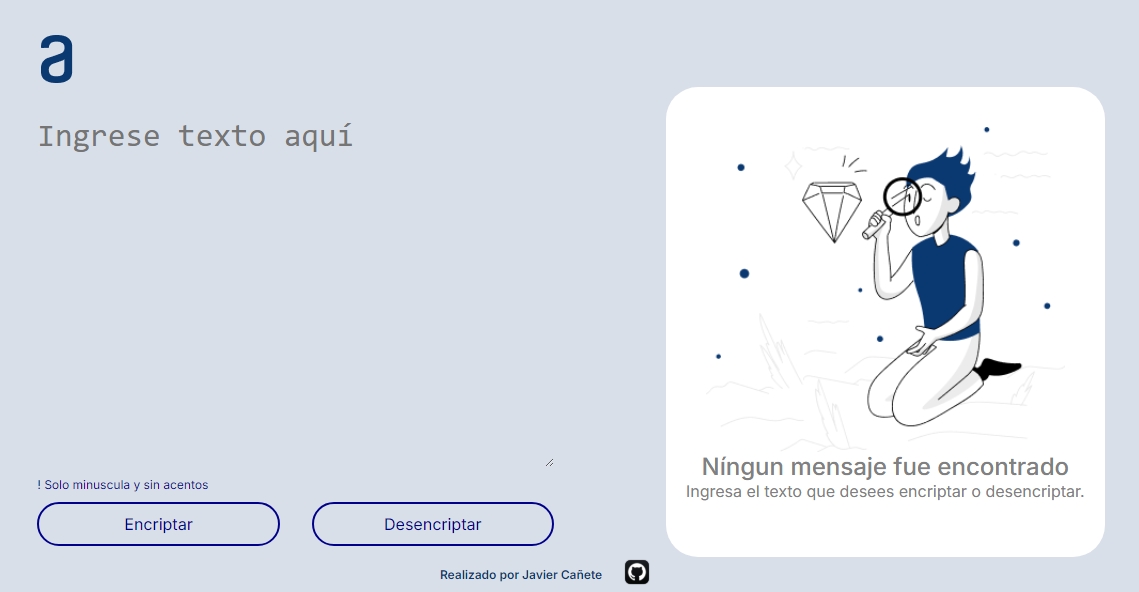 a
Ingrese texto aquí
! Solo minuscula y sin acentos
Encriptar
Desencriptar
Níngun mensaje fue encontrado
Ingresa el texto que desees encriptar o desencriptar.
Realizado por Javier Cañete